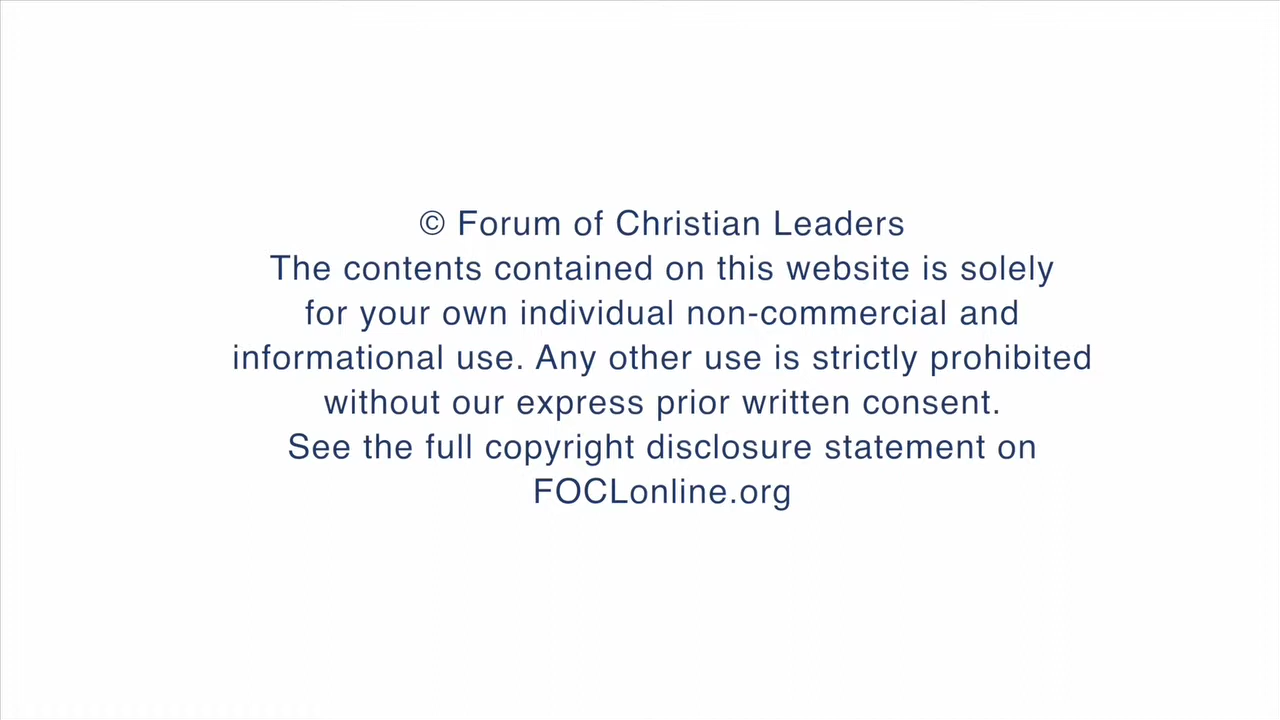 © Forum of Christian Leaders
The contents contained on this website is solely
for your own individual non-commercial and
informational use. Any other use is strictly prohibited
without our express prior written consent.
See the full copyright disclosure statement on
FOCLonline.org